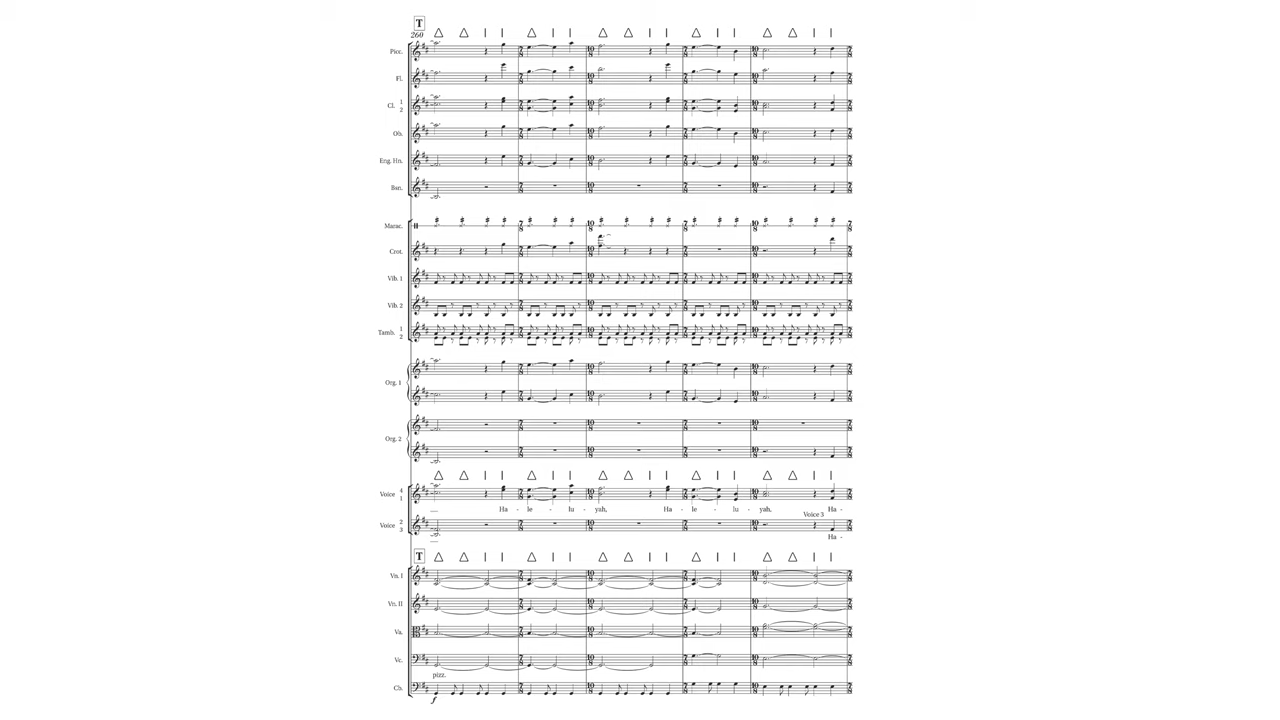 T
260
Picc.
Fl.
Cl. 1 2
Ob.
Eng. Hn.
Bsn.
Marac.
Crot.
Vib. 1
Vib. 2
Tamb. 1 2
Org. 1
Org. 2
Voice 4 1
Ha - le - lu - yah, Ha - le - lu - yah, Ha -
Voice 3
Voice 2 3
Ha -
T
Vn. I
Vn. II
Va.
Vc.
pizz.
Cb.
f